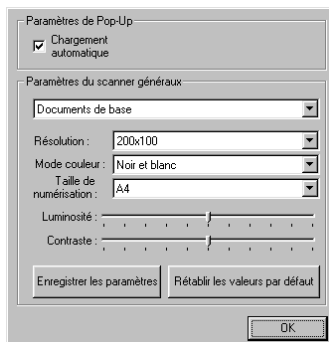 Paramètres de Pop-Up
Chargement
automatique
Paramètres du scanner généraux
Documents de base
Résolution :
200x100
Mode couleur :
Noir et blanc
Taille de
numérisation :
A4
Luminosité :
Contraste :
Enregistrer les paramètres
Rétablir les valeurs par défaut
OK